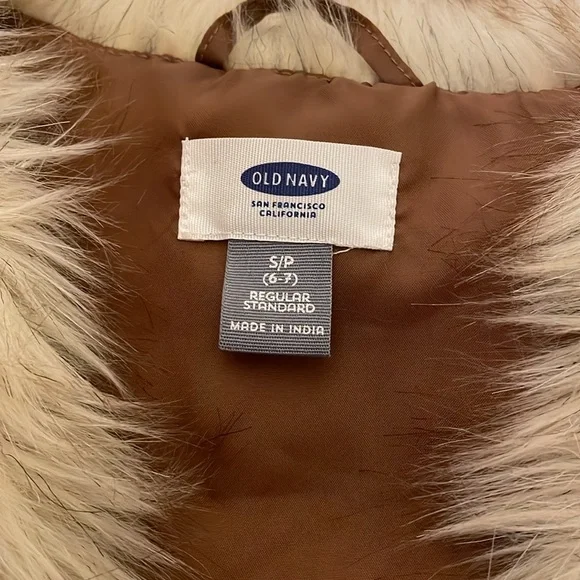 OLD NAVY
SAN FRANCISCO
CALIFORNIA
S/P
(6-7)
REGULAR
STANDARD
MADE IN INDIA